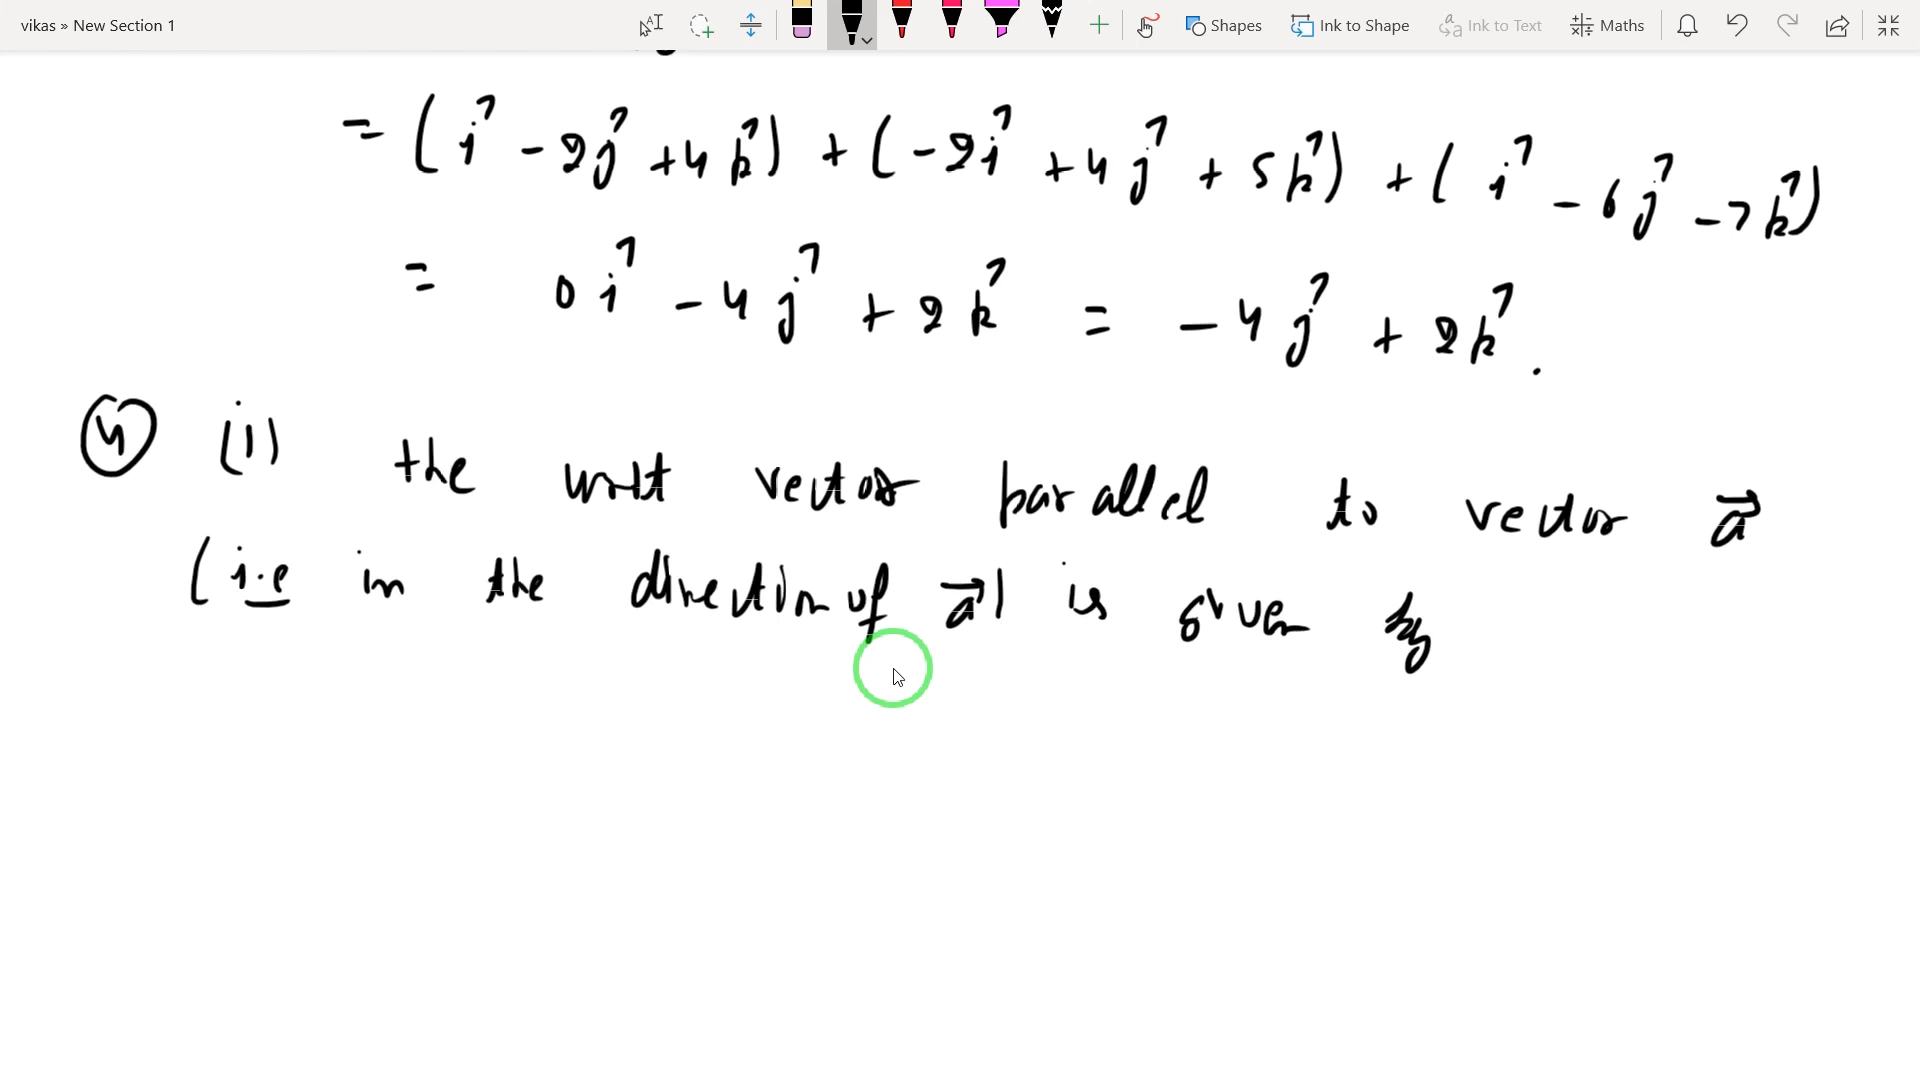 vikas » New Section 1 Shapes Ink to Shape Ink to Text Maths
= (î - 2ĵ + 4k̂) + (-2î + 4ĵ + 5k̂) + (î - 6ĵ - 7k̂)
= 0î - 4ĵ + 2k̂ = -4ĵ + 2k̂.
④ (i) the unit vector parallel to vector a⃗
(i.e in the direction of a⃗) is given by